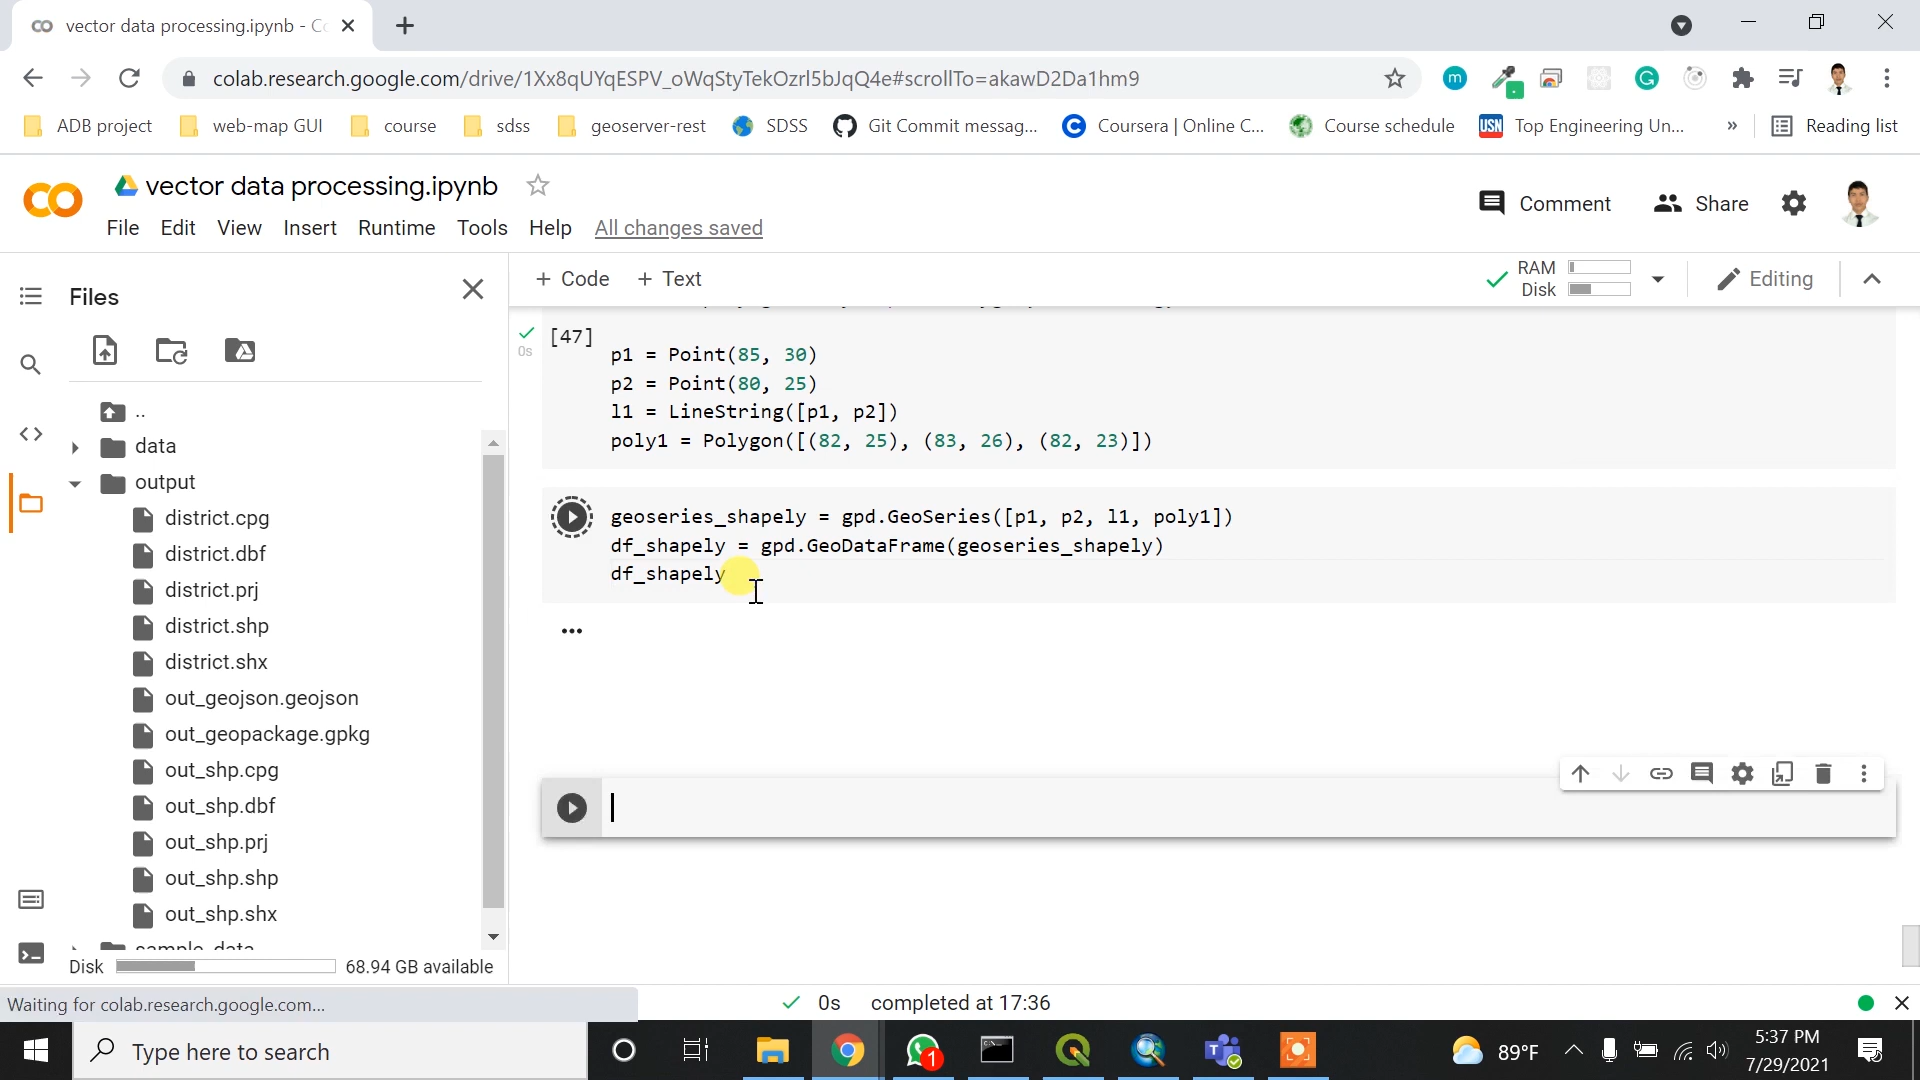 vector data processing.ipynb - C
colab.research.google.com/drive/1Xx8qUYqESPV_oWqStyTekOzrl5bJqQ4e#scrollTo=akawD2Da1hm9
ADB project
web-map GUI
course
sdss
geoserver-rest
SDSS
Git Commit messag...
Coursera | Online C...
Course schedule
USN
Top Engineering Un...
»
Reading list
vector data processing.ipynb
Comment
Share
File Edit View Insert Runtime Tools Help All changes saved
Files
+ Code + Text
RAM
Disk
Editing
[47]
0s
p1 = Point(85, 30)
p2 = Point(80, 25)
l1 = LineString([p1, p2])
poly1 = Polygon([(82, 25), (83, 26), (82, 23)])
geoseries_shapely = gpd.GeoSeries([p1, p2, l1, poly1])
df_shapely = gpd.GeoDataFrame(geoseries_shapely)
df_shapely
..
data
output
district.cpg
district.dbf
district.prj
district.shp
district.shx
out_geojson.geojson
out_geopackage.gpkg
out_shp.cpg
out_shp.dbf
out_shp.prj
out_shp.shp
out_shp.shx
sample_data
Disk 68.94 GB available
Waiting for colab.research.google.com...
0s completed at 17:36
Type here to search
1
89°F
5:37 PM
7/29/2021